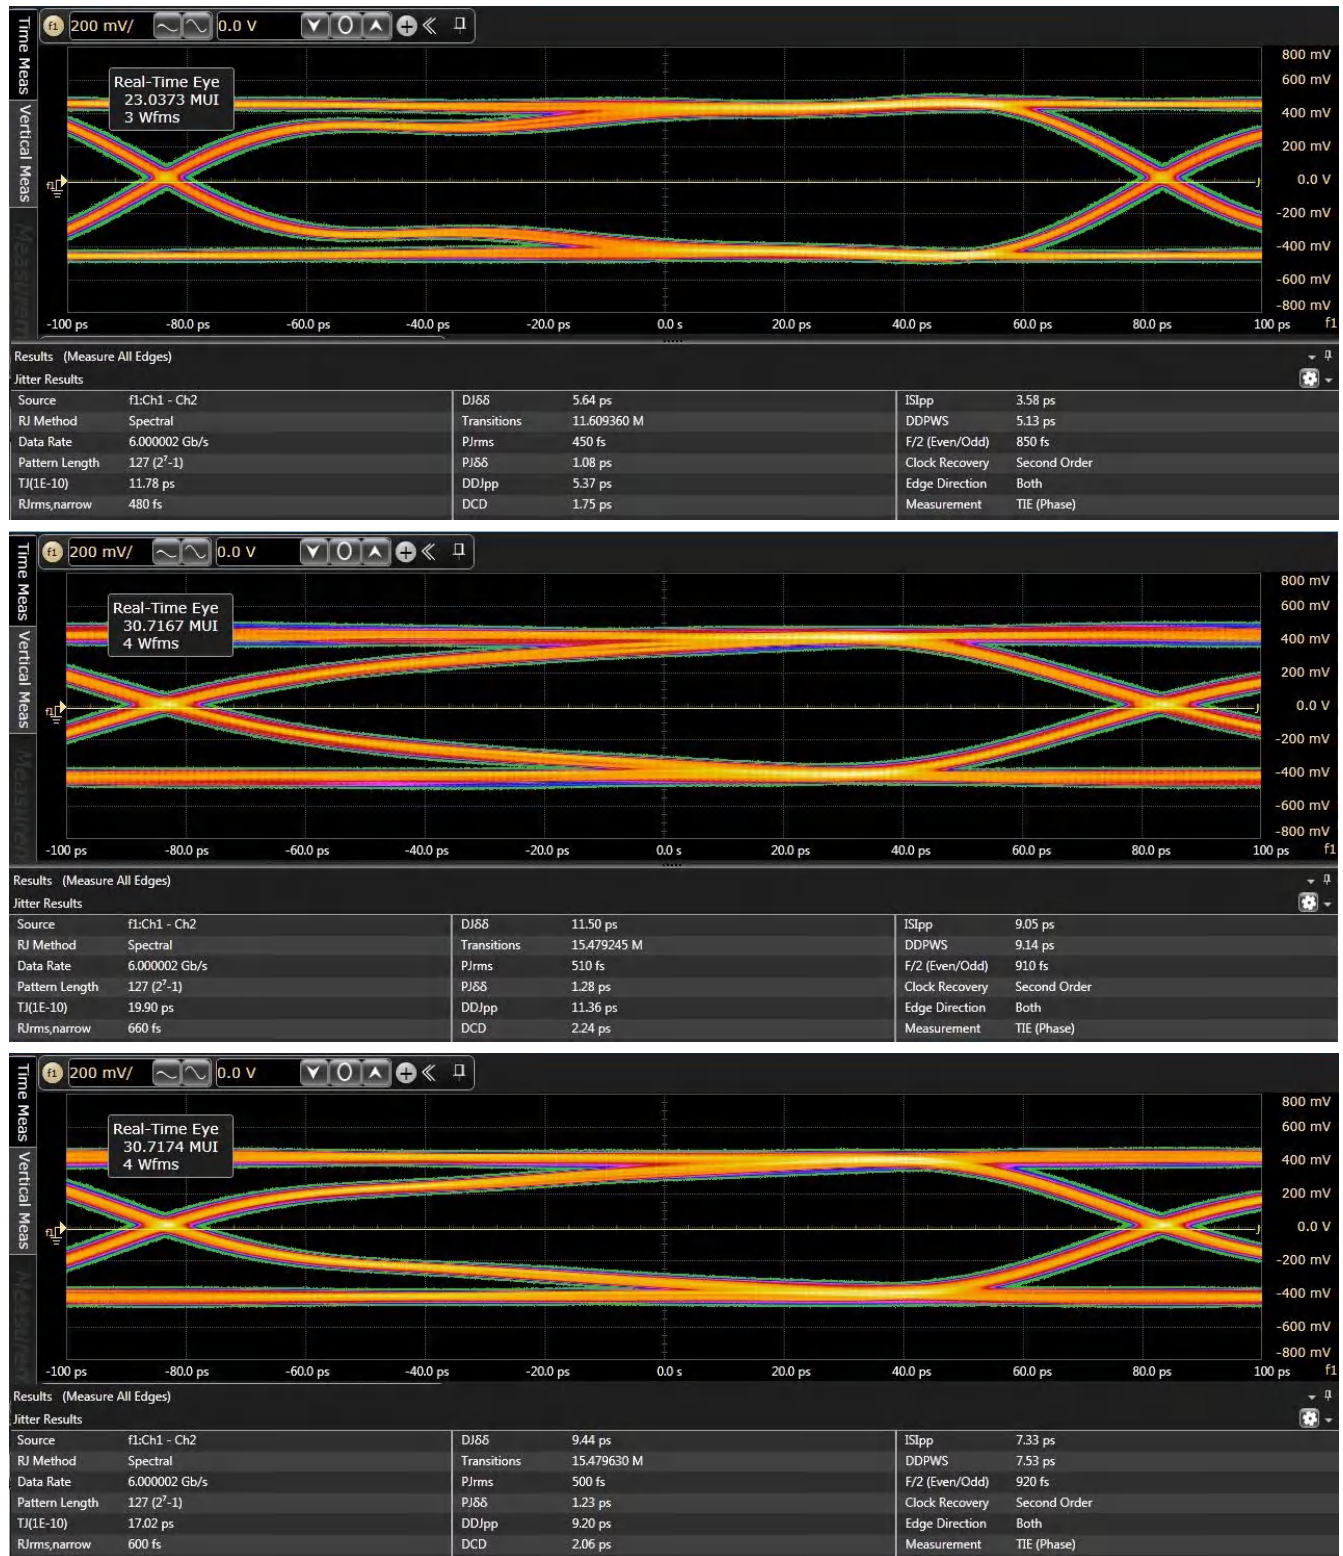 f1 200 mV/ 0.0 V
Time Meas
Vertical Meas
Measurem
Real-Time Eye
23.0373 MUI
3 Wfms
800 mV
600 mV
400 mV
200 mV
0.0 V
-200 mV
-400 mV
-600 mV
-800 mV
-100 ps -80.0 ps -60.0 ps -40.0 ps -20.0 ps 0.0 s 20.0 ps 40.0 ps 60.0 ps 80.0 ps 100 ps f1
Results (Measure All Edges)
Jitter Results
Source f1:Ch1 - Ch2 DJδδ 5.64 ps ISIpp 3.58 ps
RJ Method Spectral Transitions 11.609360 M DDPWS 5.13 ps
Data Rate 6.000002 Gb/s PJrms 450 fs F/2 (Even/Odd) 850 fs
Pattern Length 127 (2⁷-1) PJδδ 1.08 ps Clock Recovery Second Order
TJ(1E-10) 11.78 ps DDJpp 5.37 ps Edge Direction Both
RJrms,narrow 480 fs DCD 1.75 ps Measurement TIE (Phase)
f1 200 mV/ 0.0 V
Time Meas
Vertical Meas
Measurem
Real-Time Eye
30.7167 MUI
4 Wfms
800 mV
600 mV
400 mV
200 mV
0.0 V
-200 mV
-400 mV
-600 mV
-800 mV
-100 ps -80.0 ps -60.0 ps -40.0 ps -20.0 ps 0.0 s 20.0 ps 40.0 ps 60.0 ps 80.0 ps 100 ps f1
Results (Measure All Edges)
Jitter Results
Source f1:Ch1 - Ch2 DJδδ 11.50 ps ISIpp 9.05 ps
RJ Method Spectral Transitions 15.479245 M DDPWS 9.14 ps
Data Rate 6.000002 Gb/s PJrms 510 fs F/2 (Even/Odd) 910 fs
Pattern Length 127 (2⁷-1) PJδδ 1.28 ps Clock Recovery Second Order
TJ(1E-10) 19.90 ps DDJpp 11.36 ps Edge Direction Both
RJrms,narrow 660 fs DCD 2.24 ps Measurement TIE (Phase)
f1 200 mV/ 0.0 V
Time Meas
Vertical Meas
Measurem
Real-Time Eye
30.7174 MUI
4 Wfms
800 mV
600 mV
400 mV
200 mV
0.0 V
-200 mV
-400 mV
-600 mV
-800 mV
-100 ps -80.0 ps -60.0 ps -40.0 ps -20.0 ps 0.0 s 20.0 ps 40.0 ps 60.0 ps 80.0 ps 100 ps f1
Results (Measure All Edges)
Jitter Results
Source f1:Ch1 - Ch2 DJδδ 9.44 ps ISIpp 7.33 ps
RJ Method Spectral Transitions 15.479630 M DDPWS 7.53 ps
Data Rate 6.000002 Gb/s PJrms 500 fs F/2 (Even/Odd) 920 fs
Pattern Length 127 (2⁷-1) PJδδ 1.23 ps Clock Recovery Second Order
TJ(1E-10) 17.02 ps DDJpp 9.20 ps Edge Direction Both
RJrms,narrow 600 fs DCD 2.06 ps Measurement TIE (Phase)